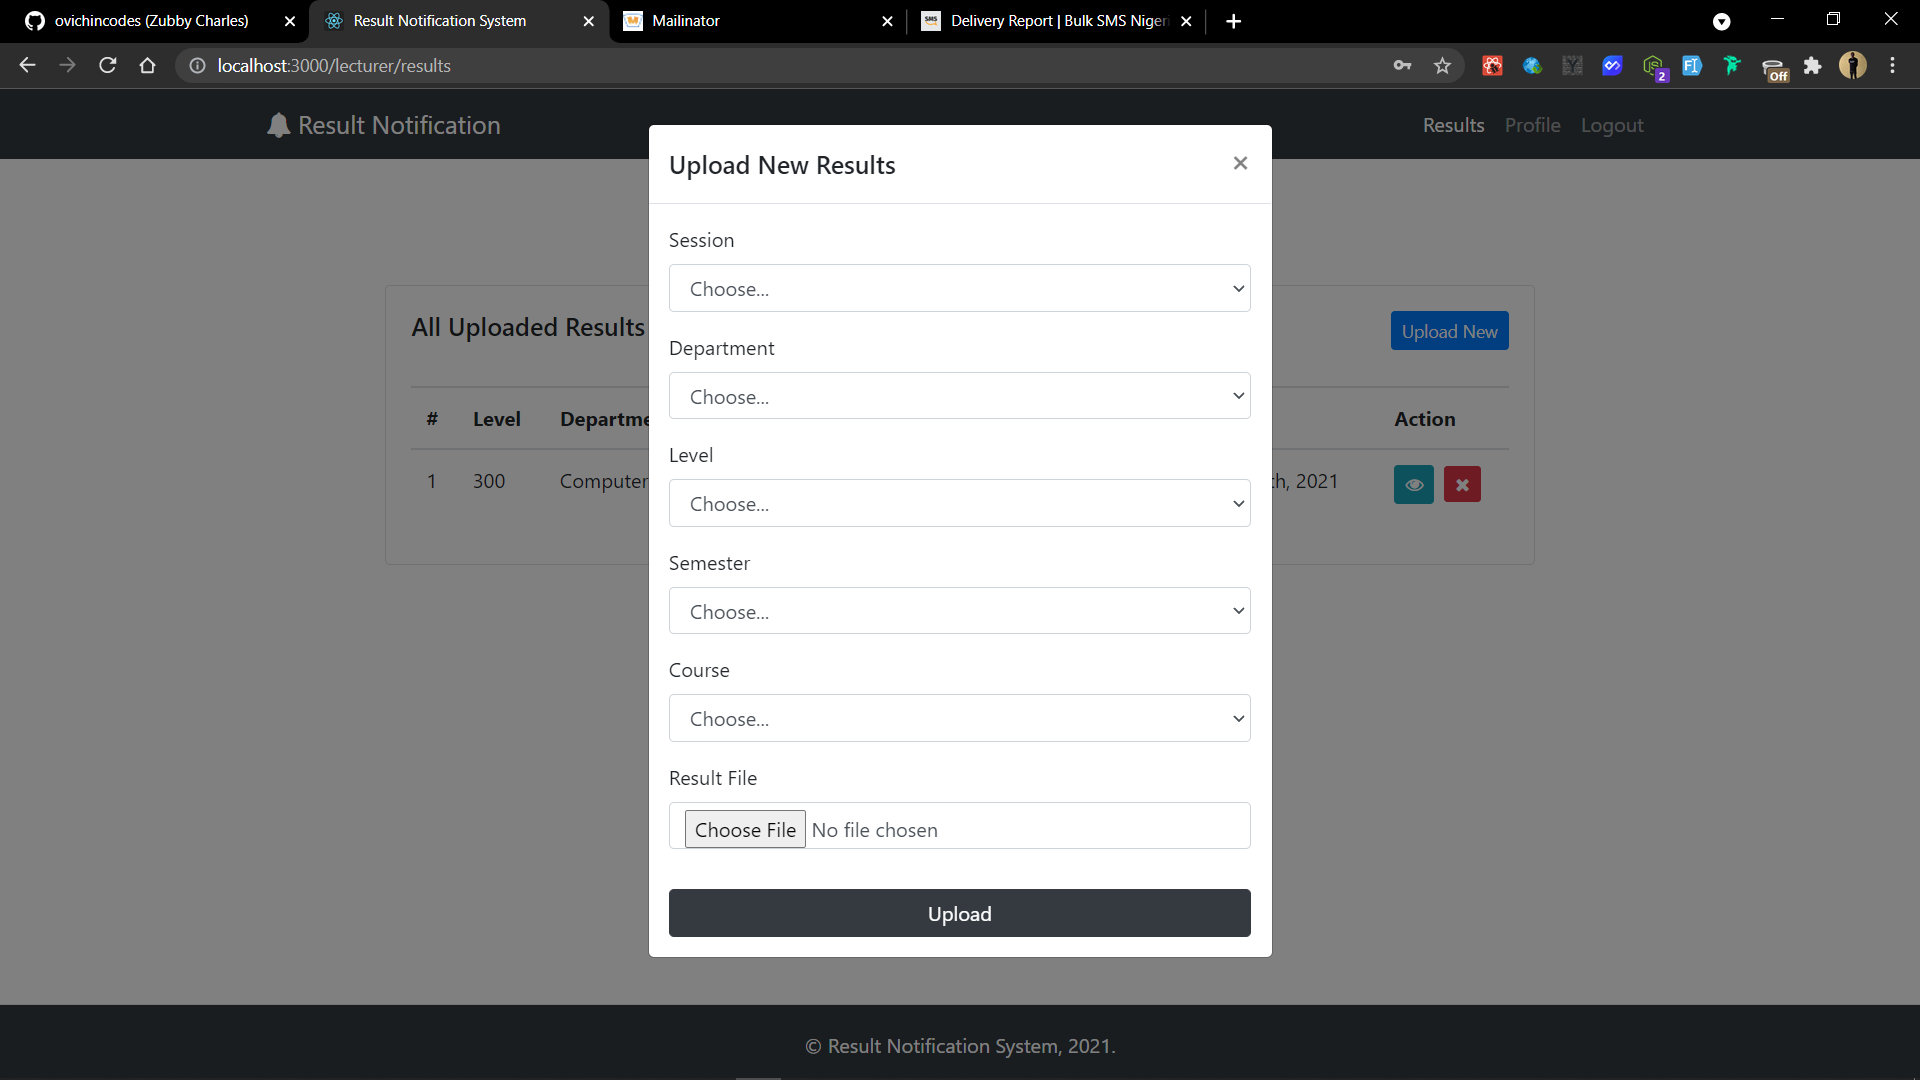 ovichincodes (Zubby Charles)
Result Notification System
Mailinator
SMS
Delivery Report | Bulk SMS Nigeri
localhost:3000/lecturer/results
2
Off
Result Notification
Results Profile Logout
Upload New Results
×
Session
Choose...
All Uploaded Results
Upload New
Department
Choose...
# Level Departme Action
Level
1 300 Computer th, 2021
Choose...
Semester
Choose...
Course
Choose...
Result File
Choose File No file chosen
Upload
© Result Notification System, 2021.